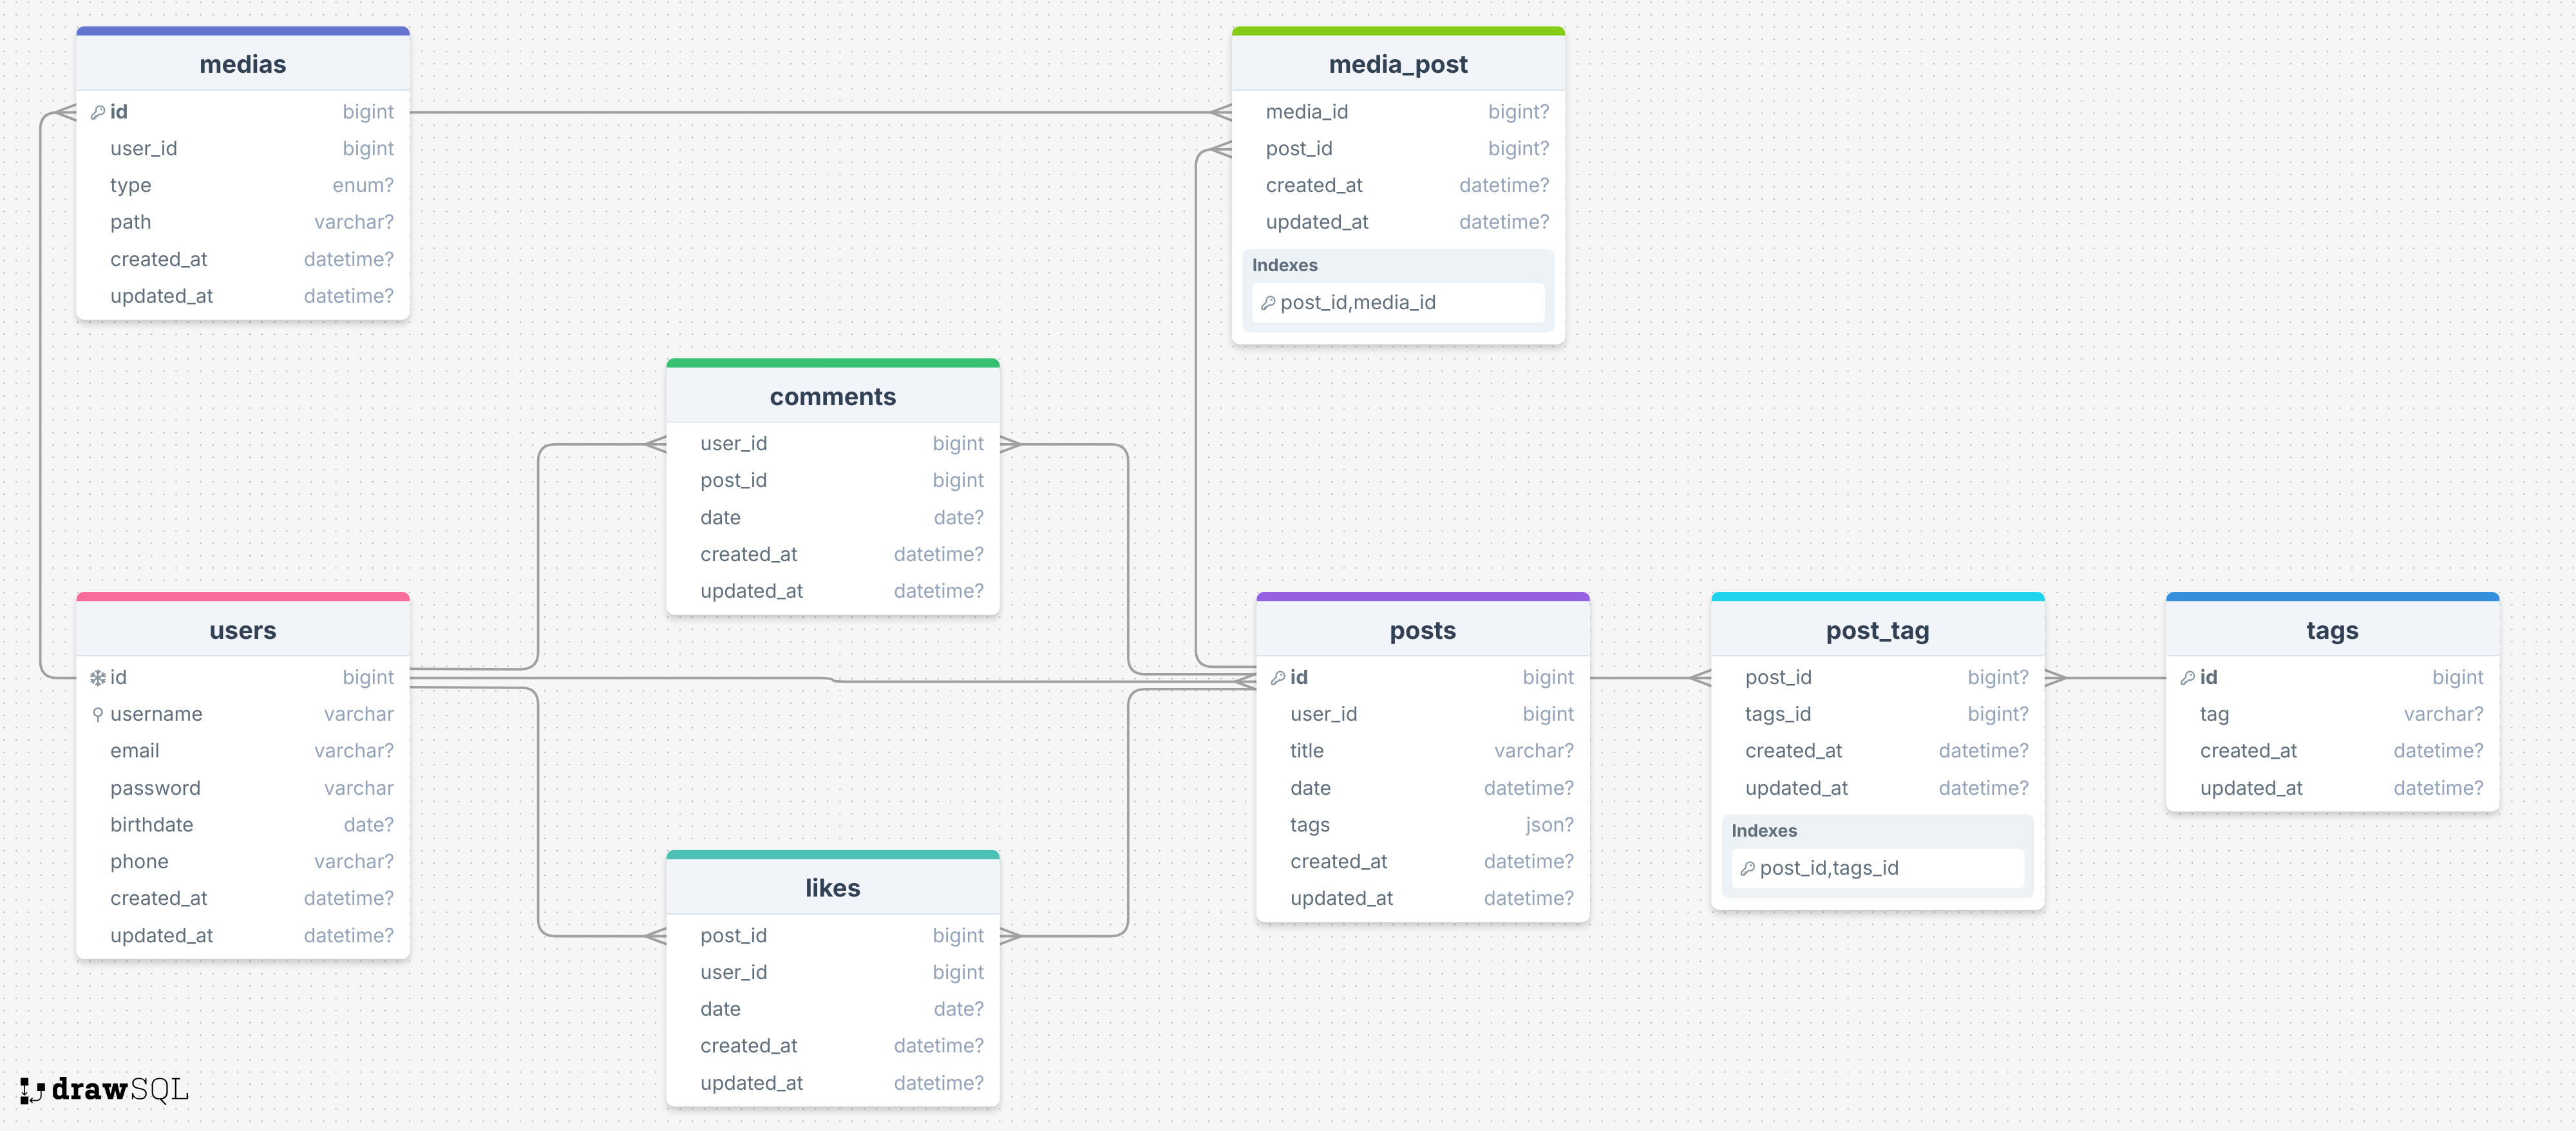 medias
id bigint
user_id bigint
type enum?
path varchar?
created_at datetime?
updated_at datetime?
media_post
media_id bigint?
post_id bigint?
created_at datetime?
updated_at datetime?
Indexes
post_id,media_id
comments
user_id bigint
post_id bigint
date date?
created_at datetime?
updated_at datetime?
users
id bigint
username varchar
email varchar?
password varchar
birthdate date?
phone varchar?
created_at datetime?
updated_at datetime?
likes
post_id bigint
user_id bigint
date date?
created_at datetime?
updated_at datetime?
posts
id bigint
user_id bigint
title varchar?
date datetime?
tags json?
created_at datetime?
updated_at datetime?
post_tag
post_id bigint?
tags_id bigint?
created_at datetime?
updated_at datetime?
Indexes
post_id,tags_id
tags
id bigint
tag varchar?
created_at datetime?
updated_at datetime?
drawSQL